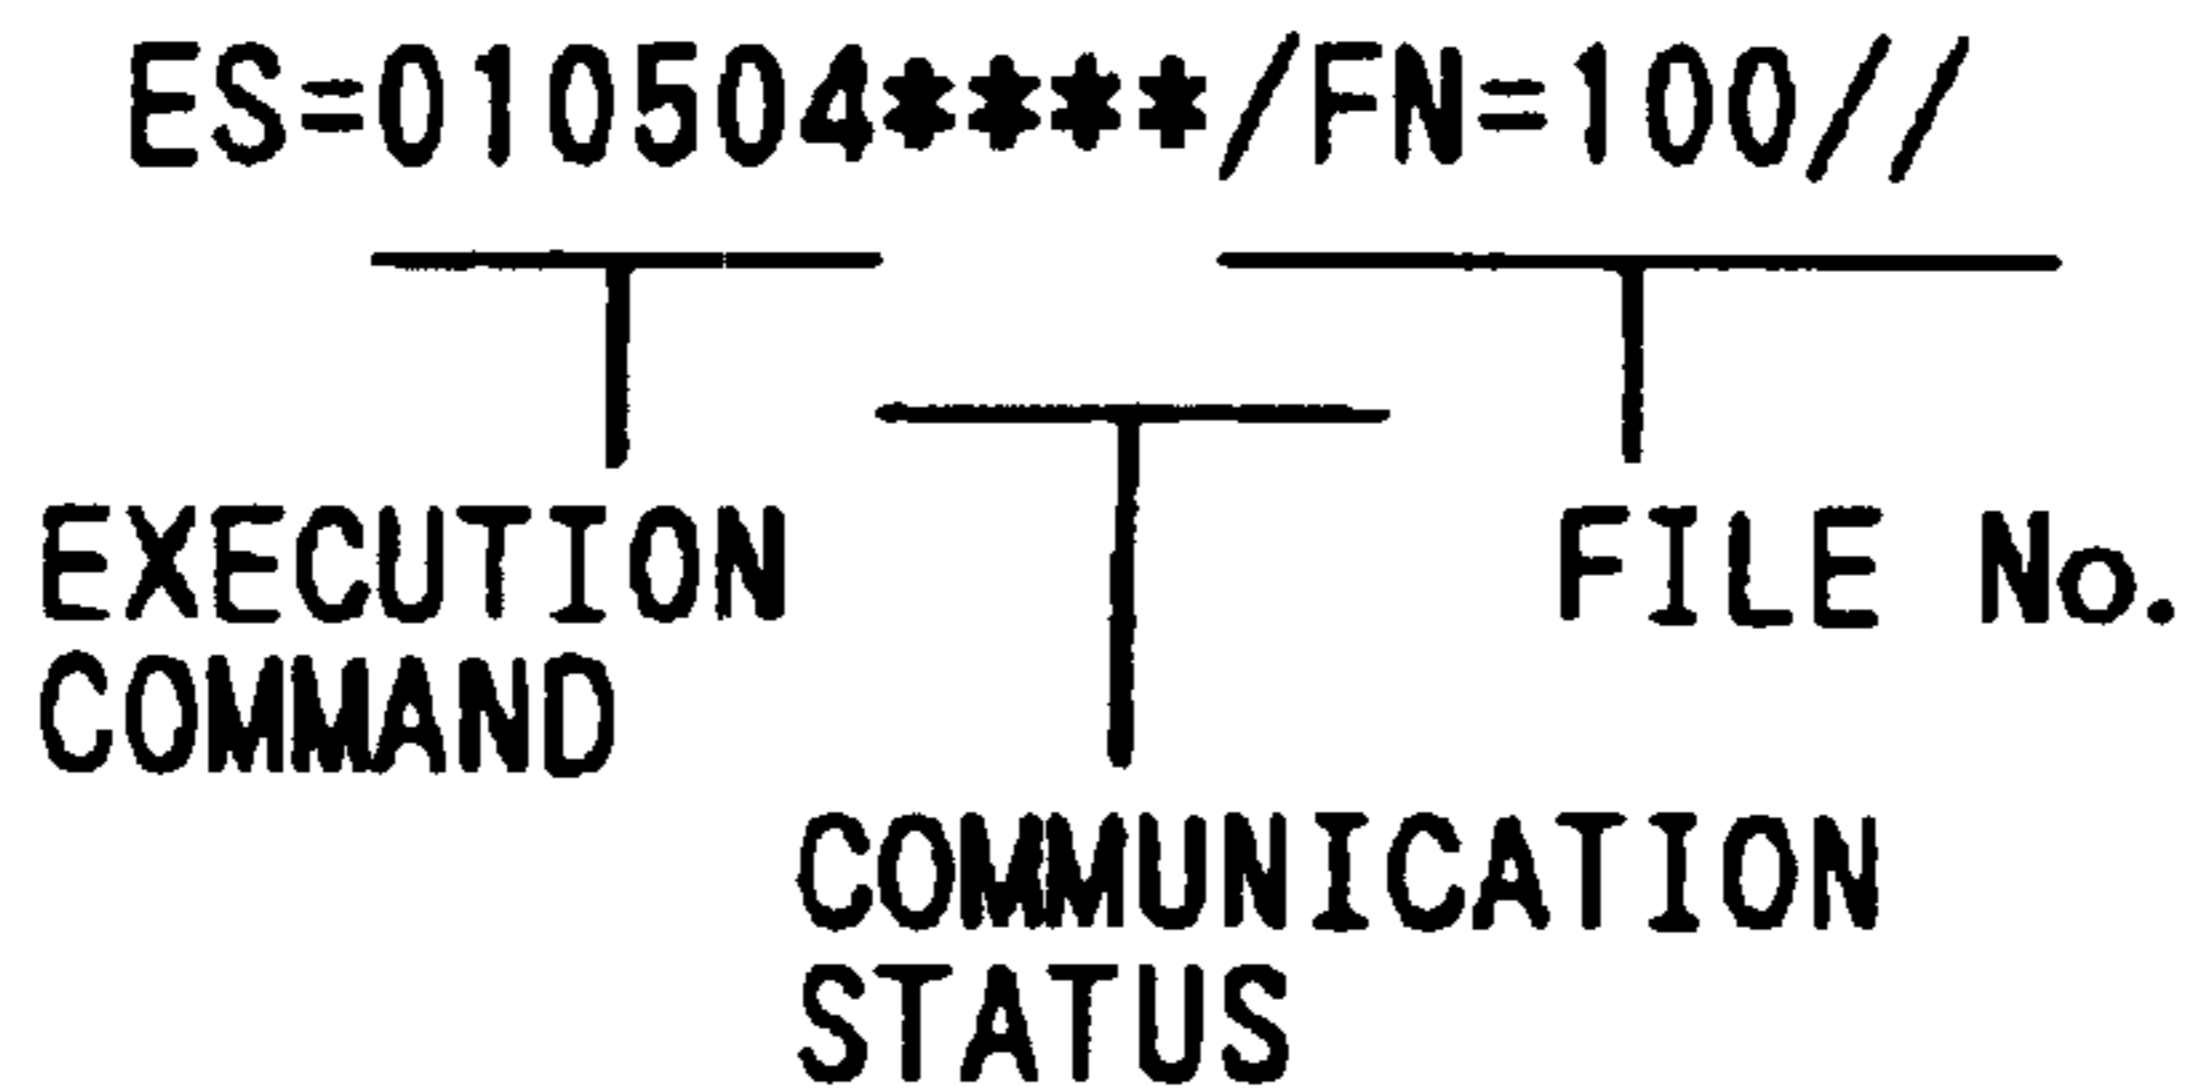 ES=010504****/FN=100//
EXECUTION
COMMAND
FILE No.
COMMUNICATION
STATUS